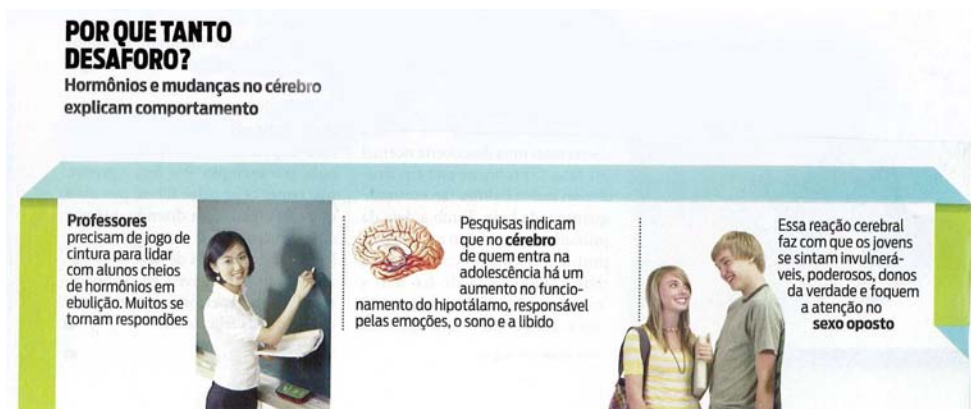 POR QUE TANTO
DESAFORO?
Hormônios e mudanças no cérebro
explicam comportamento
Professores
precisam de jogo de
cintura para lidar
com alunos cheios
de hormônios em
ebulição. Muitos se
tornam respondões
Pesquisas indicam
que no cérebro
de quem entra na
adolescência há um
aumento no funcio-
namento do hipotálamo, responsável
pelas emoções, o sono e a libido
Essa reação cerebral
faz com que os jovens
se sintam invulnerá-
veis, poderosos, donos
da verdade e foquem
a atenção no
sexo oposto